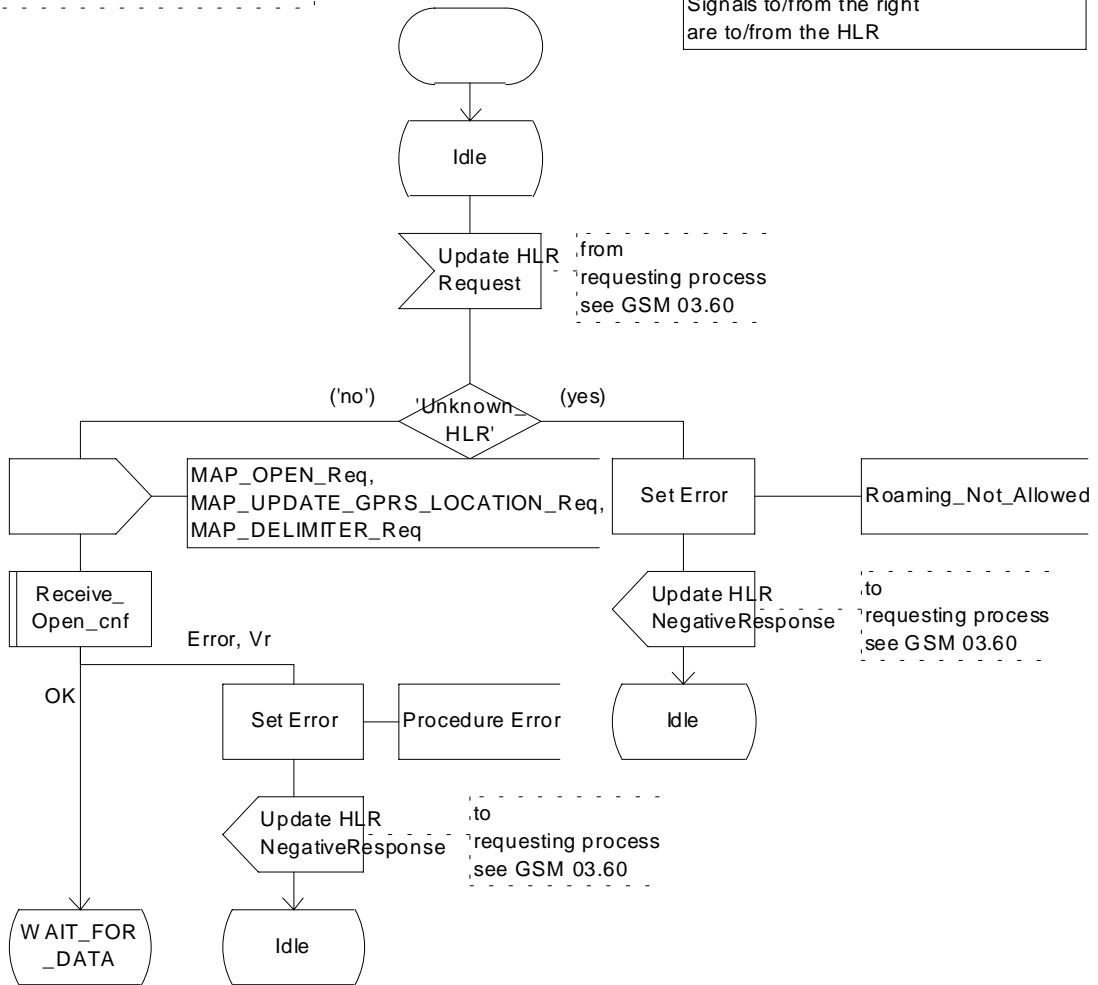 Signals to/from the right
are to/from the HLR
Idle
Update HLR
Request
from
requesting process
see GSM 03.60
('no')
'Unknown_
HLR'
(yes)
MAP_OPEN_Req,
MAP_UPDATE_GPRS_LOCATION_Req,
MAP_DELIMITER_Req
Set Error
Roaming_Not_Allowed
Receive_
Open_cnf
Update HLR
NegativeResponse
to
requesting process
see GSM 03.60
Error, Vr
OK
Set Error
Procedure Error
Idle
Update HLR
NegativeResponse
to
requesting process
see GSM 03.60
WAIT_FOR
_DATA
Idle